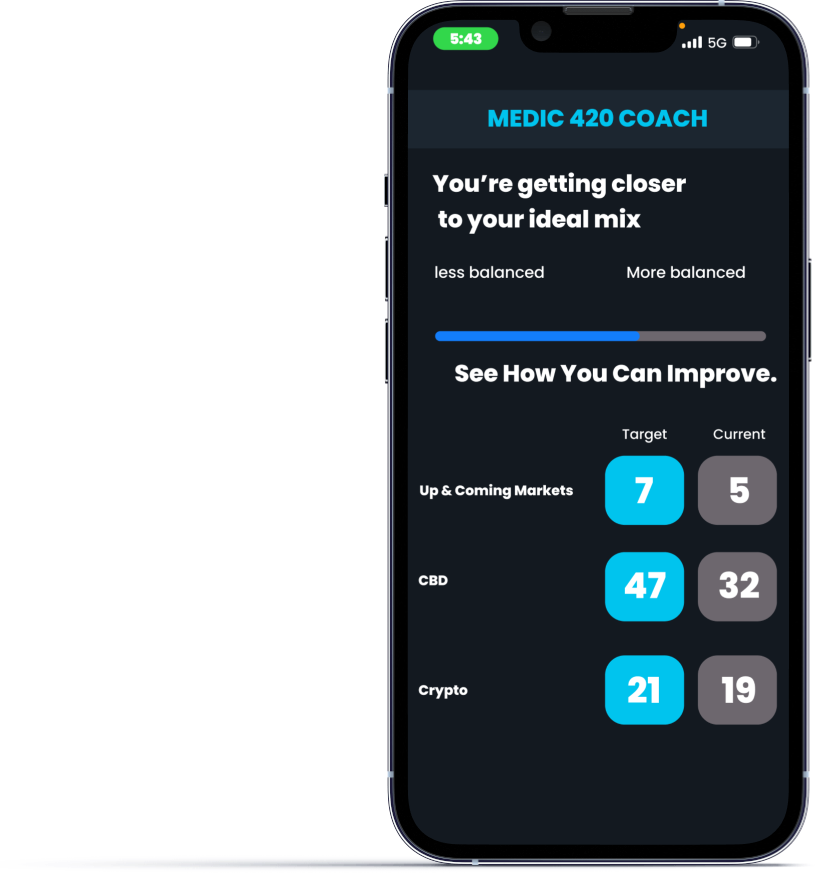 5:43
5G
MEDIC 420 COACH
You’re getting closer
to your ideal mix
less balanced More balanced
See How You Can Improve.
Target Current
Up & Coming Markets 7 5
CBD 47 32
Crypto 21 19